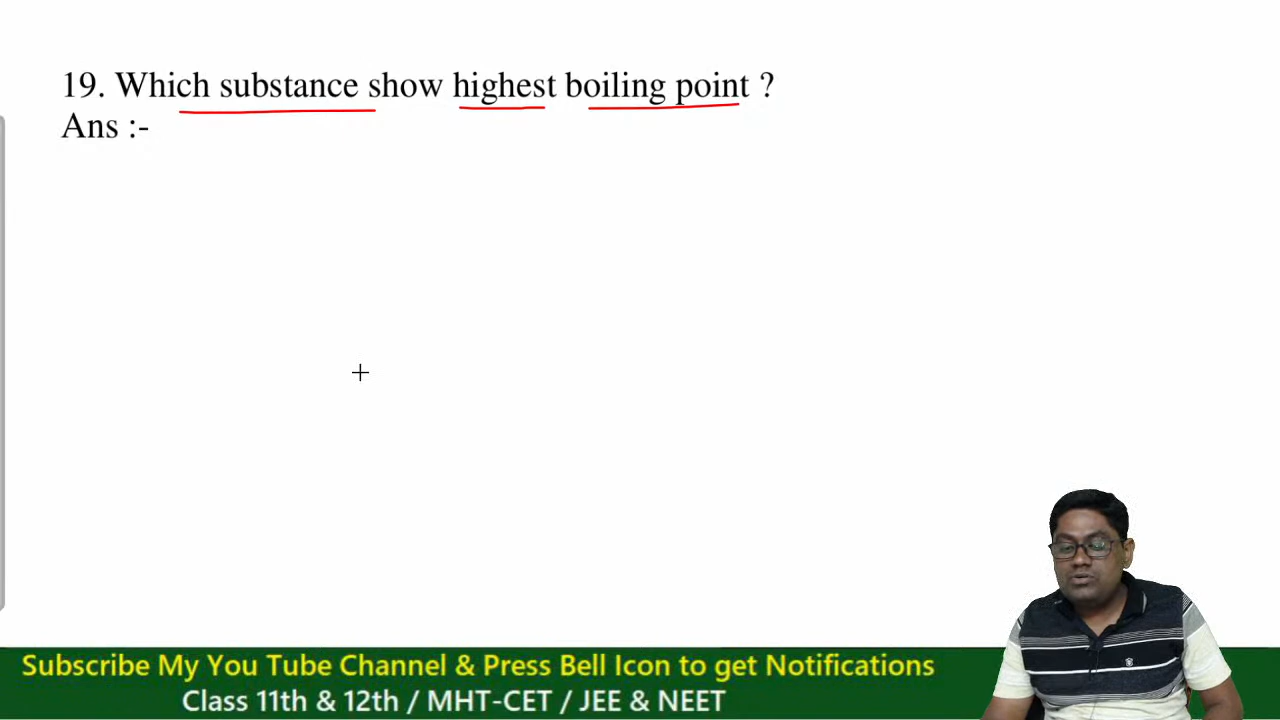 19. Which substance show highest boiling point ?
Ans :-
Subscribe My You Tube Channel & Press Bell Icon to get Notifications
Class 11th & 12th / MHT-CET / JEE & NEET